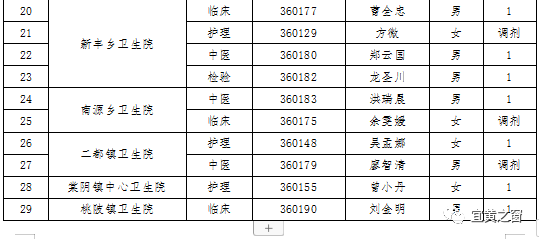 20 临床 360177 曹全忠 男 1
21 新丰乡卫生院 护理 360129 方微 女 调剂
22 中医 360180 郑云国 男 1
23 检验 360182 龙圣川 男 1
24 南源乡卫生院 中医 360183 洪瑞晨 男 1
25 临床 360175 余雯嫒 女 调剂
26 二都镇卫生院 护理 360148 吴孟娜 女 1
27 中医 360179 廖智清 男 调剂
28 棠阴镇中心卫生院 护理 360155 曾小丹 女 1
29 桃陂镇卫生院 临床 360190 刘金明 男 1
宜黄之窗